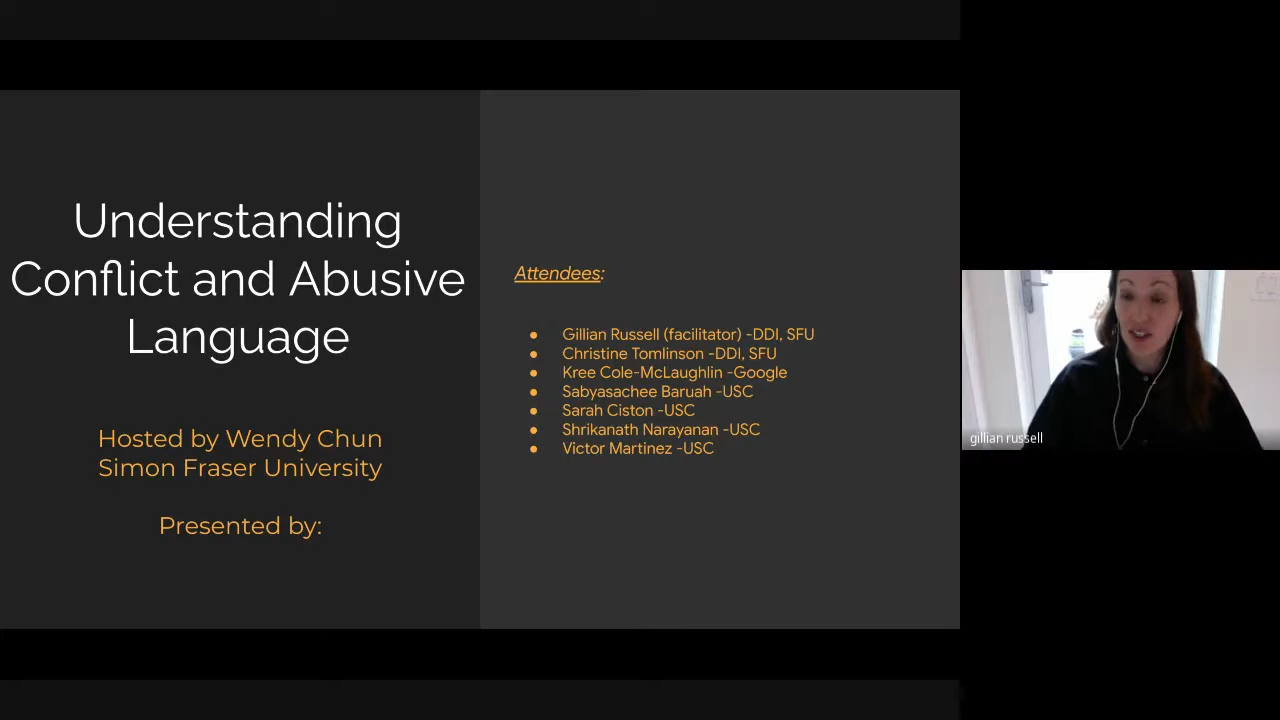 Understanding
Conflict and Abusive
Language
Hosted by Wendy Chun
Simon Fraser University
Presented by:
Attendees:
● Gillian Russell (facilitator) -DDI, SFU
● Christine Tomlinson -DDI, SFU
● Kree Cole-McLaughlin -Google
● Sabyasachee Baruah -USC
● Sarah Ciston -USC
● Shrikanath Narayanan -USC
● Victor Martinez -USC
gillian russell